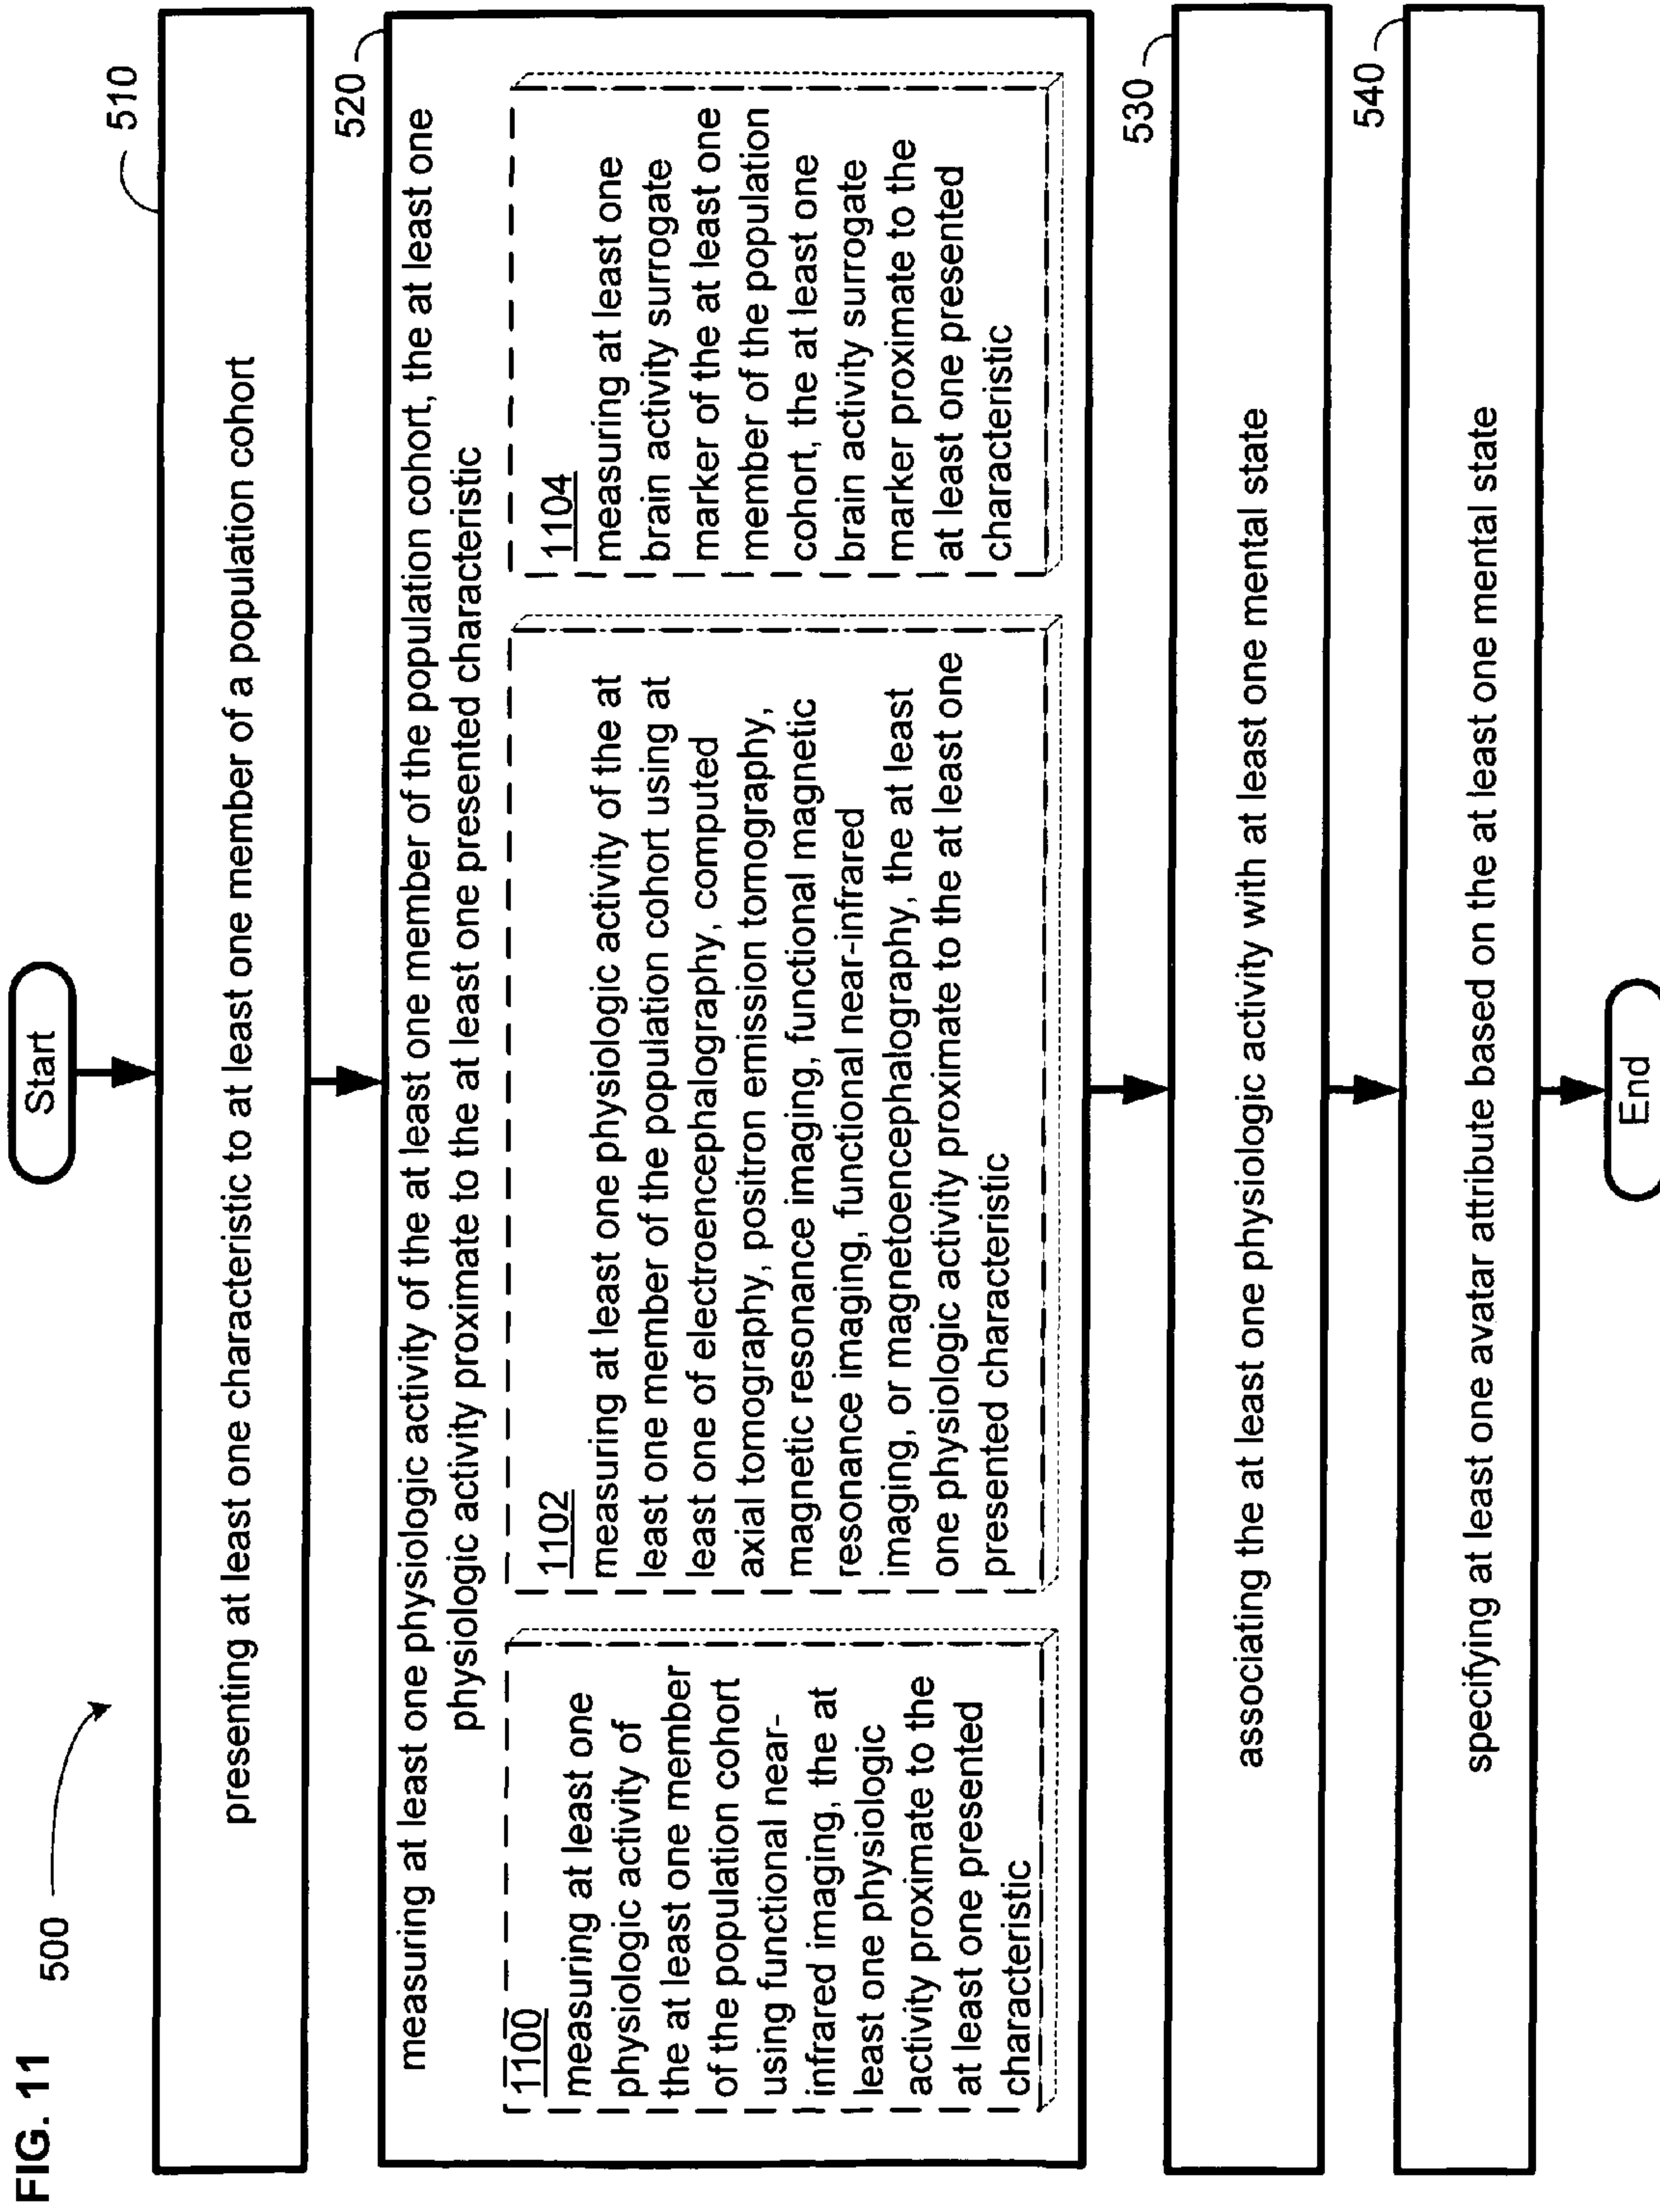 FIG. 11
500
Start
510
presenting at least one characteristic to at least one member of a population cohort
520
measuring at least one physiologic activity of the at least one member of the population cohort, the at least one
physiologic activity proximate to the at least one presented characteristic
1100
measuring at least one
physiologic activity of
the at least one member
of the population cohort
using functional near-
infrared imaging, the at
least one physiologic
activity proximate to the
at least one presented
characteristic
1102
measuring at least one physiologic activity of the at
least one member of the population cohort using at
least one of electroencephalography, computed
axial tomography, positron emission tomography,
magnetic resonance imaging, functional magnetic
resonance imaging, functional near-infrared
imaging, or magnetoencephalography, the at least
one physiologic activity proximate to the at least one
presented characteristic
1104
measuring at least one
brain activity surrogate
marker of the at least one
member of the population
cohort, the at least one
brain activity surrogate
marker proximate to the
at least one presented
characteristic
530
associating the at least one physiologic activity with at least one mental state
540
specifying at least one avatar attribute based on the at least one mental state
End